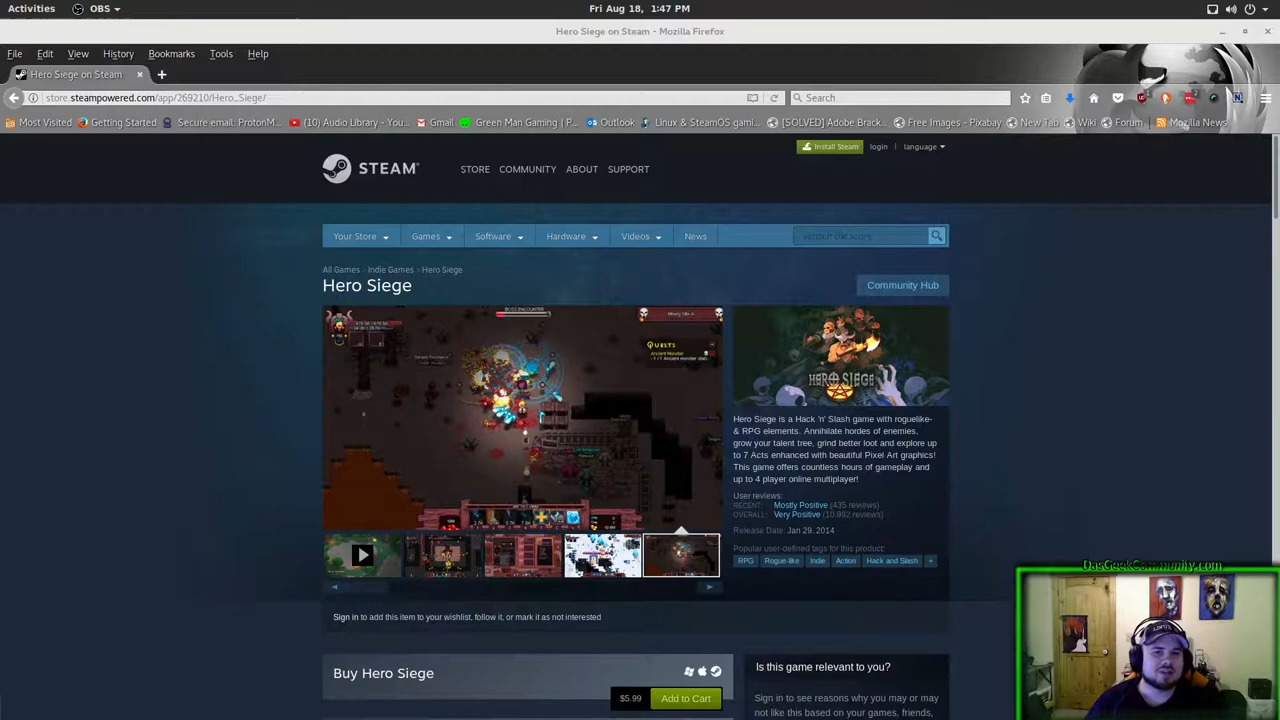 Activities OBS Fri Aug 18, 1:47 PM
Hero Siege on Steam - Mozilla Firefox
File Edit View History Bookmarks Tools Help
Hero Siege on Steam
store.steampowered.com/app/269210/Hero_Siege/ Search
Most Visited Getting Started Secure email: ProtonM... (10) Audio Library - You... Gmail Green Man Gaming | P... Outlook Linux & SteamOS gami... [SOLVED] Adobe Brack... Free Images - Pixabay New Tab Wiki Forum Mozilla News
Install Steam login language
STEAM STORE COMMUNITY ABOUT SUPPORT
Your Store Games Software Hardware Videos News search the store
All Games Indie Games Hero Siege
Hero Siege
Community Hub
BOSS ENCOUNTER
QUESTS
HERO SIEGE
Hero Siege is a Hack 'n' Slash game with roguelike-
& RPG elements. Annihilate hordes of enemies,
grow your talent tree, grind better loot and explore up
to 7 Acts enhanced with beautiful Pixel Art graphics!
This game offers countless hours of gameplay and
up to 4 player online multiplayer!
User reviews:
RECENT: Mostly Positive (435 reviews)
OVERALL: Very Positive (10,992 reviews)
Release Date: Jan 29, 2014
Popular user-defined tags for this product:
RPG Rogue-like Indie Action Hack and Slash +
DasGeekCommunity.com
Sign in to add this item to your wishlist, follow it, or mark it as not interested
Buy Hero Siege
$5.99 Add to Cart
Is this game relevant to you?
Sign in to see reasons why you may or
may not like this based on your games, friends,